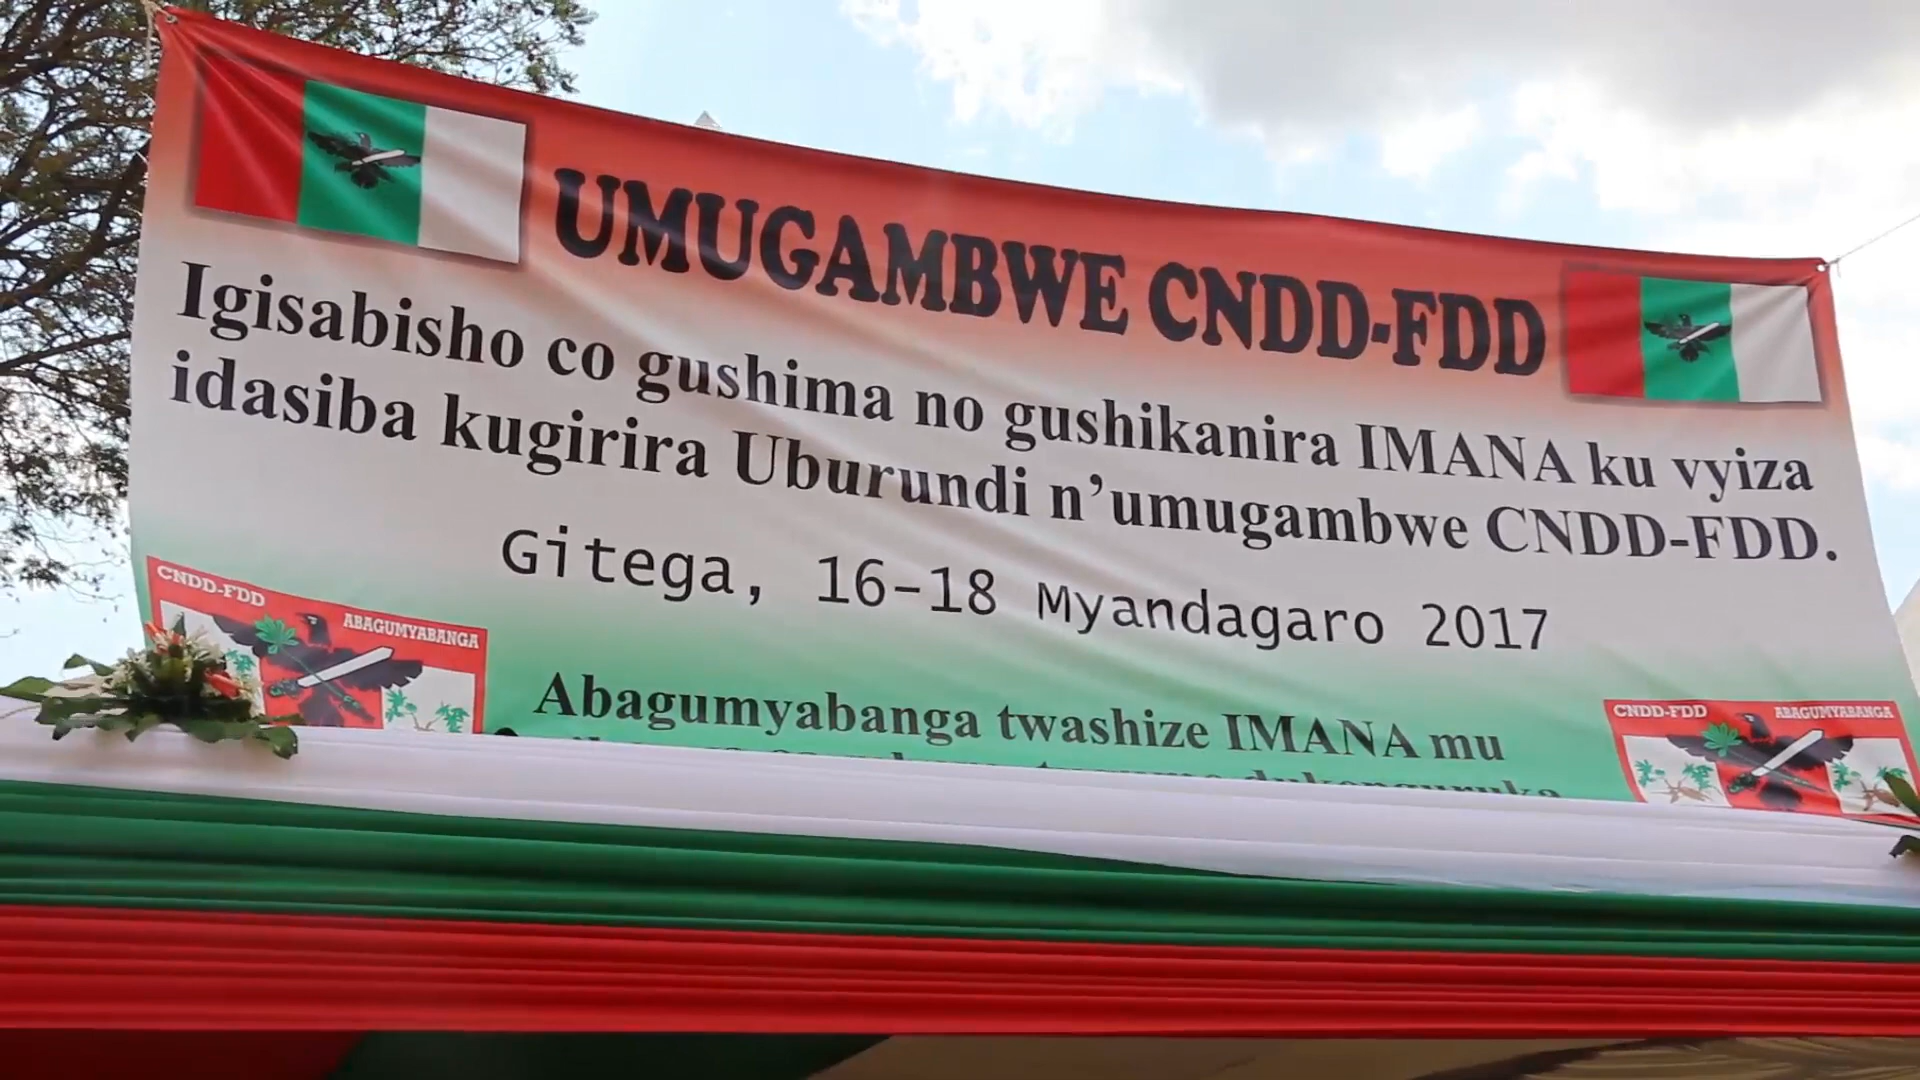 UMUGAMBWE CNDD-FDD
Igisabisho co gushima no gushikanira IMANA ku vyiza
idasiba kugirira Uburundi n'umugambwe CNDD-FDD.
Gitega, 16-18 Myandagaro 2017
CNDD-FDD ABAGUMYABANGA
Abagumyabanga twashize IMANA mu
CNDD-FDD ABAGUMYABANGA